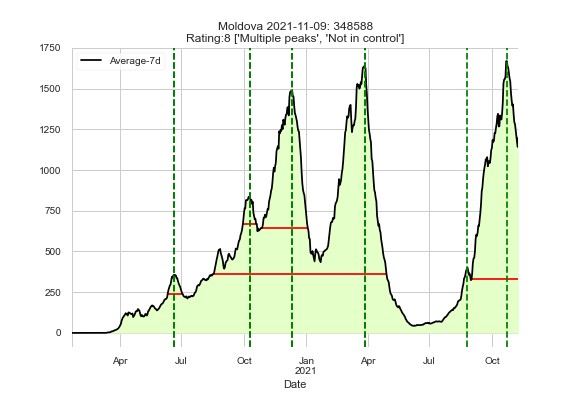 Moldova 2021-11-09: 348588
Rating:8 ['Multiple peaks', 'Not in control']
1750
Average-7d
1500
1250
1000
750
500
250
0
Apr Jul Oct Jan Apr Jul Oct
2021
Date